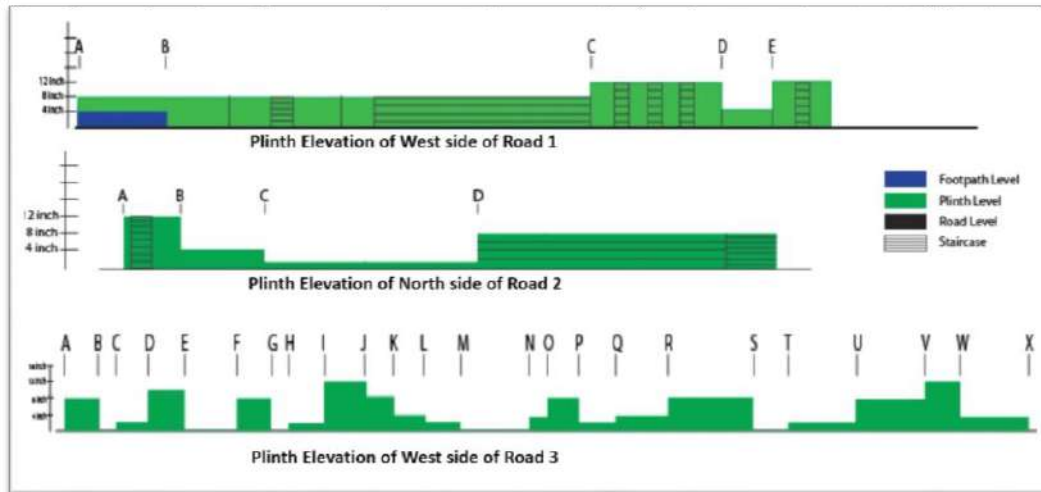 A B C D E
12 inch
8 inch
4 inch
Plinth Elevation of West side of Road 1
A B C D
12 inch
8 inch
4 inch
Footpath Level
Plinth Level
Road Level
Staircase
Plinth Elevation of North side of Road 2
A B C D E F G H I J K L M N O P Q R S T U V W X
Plinth Elevation of West side of Road 3